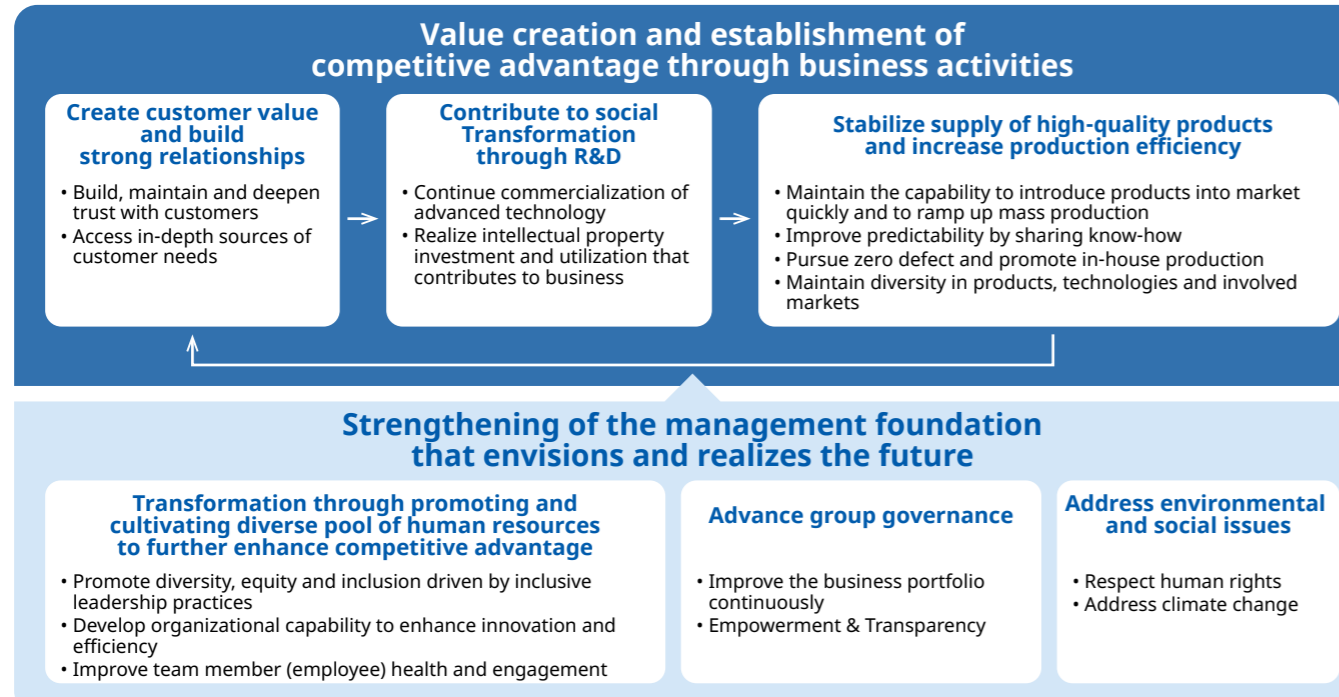 Value creation and establishment of
competitive advantage through business activities
Create customer value
and build
strong relationships
• Build, maintain and deepen
trust with customers
• Access in-depth sources of
customer needs
Contribute to social
Transformation
through R&D
• Continue commercialization of
advanced technology
• Realize intellectual property
investment and utilization that
contributes to business
Stabilize supply of high-quality products
and increase production efficiency
• Maintain the capability to introduce products into market
quickly and to ramp up mass production
• Improve predictability by sharing know-how
• Pursue zero defect and promote in-house production
• Maintain diversity in products, technologies and involved
markets
Strengthening of the management foundation
that envisions and realizes the future
Transformation through promoting and
cultivating diverse pool of human resources
to further enhance competitive advantage
• Promote diversity, equity and inclusion driven by inclusive
leadership practices
• Develop organizational capability to enhance innovation and
efficiency
• Improve team member (employee) health and engagement
Advance group governance
• Improve the business portfolio
continuously
• Empowerment & Transparency
Address environmental
and social issues
• Respect human rights
• Address climate change